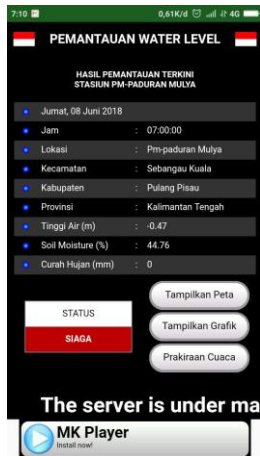 7:10 0,61K/d 4G
PEMANTAUAN WATER LEVEL
HASIL PEMANTAUAN TERKINI
STASIUN PM-PADURAN MULYA
Jumat, 08 Juni 2018
Jam : 07:00:00
Lokasi : Pm-paduran Mulya
Kecamatan : Sebangau Kuala
Kabupaten : Pulang Pisau
Provinsi : Kalimantan Tengah
Tinggi Air (m) : -0.47
Soil Moisture (%) : 44.76
Curah Hujan (mm) : 0
STATUS
SIAGA
Tampilkan Peta
Tampilkan Grafik
Prakiraan Cuaca
The server is under ma
MK Player
Install now!